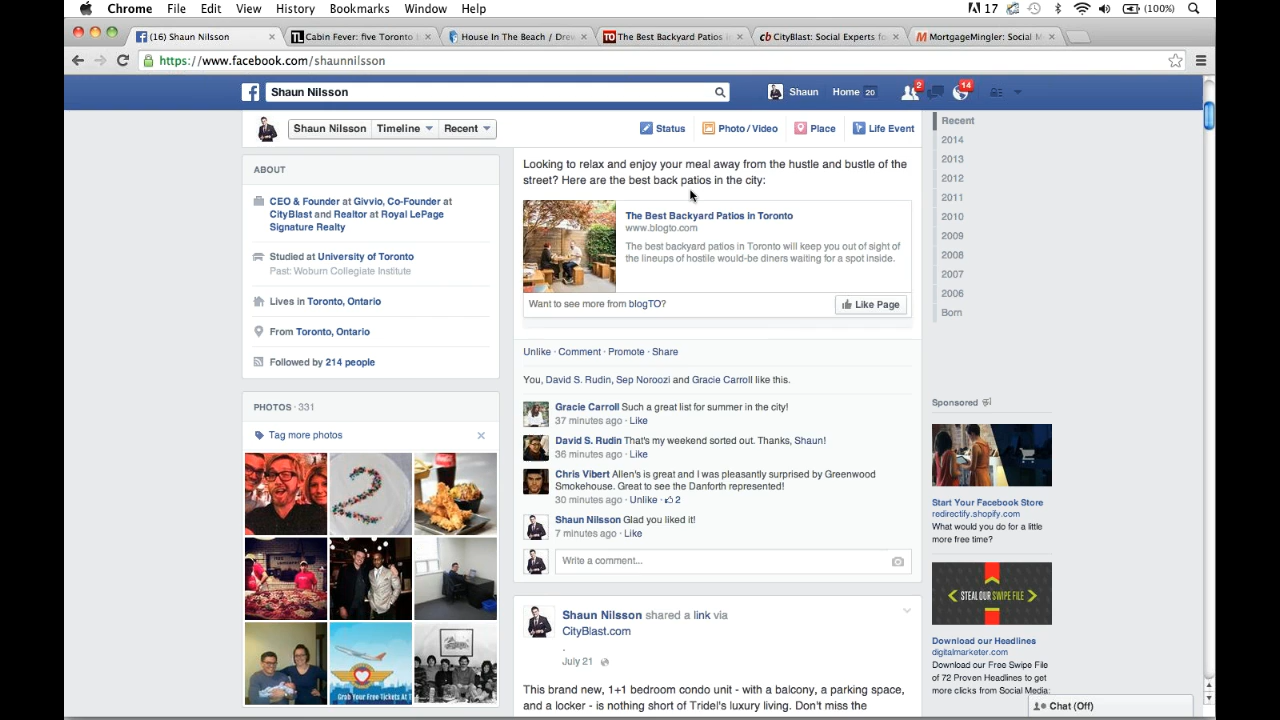 Chrome File Edit View History Bookmarks Window Help
17 (100%)
(16) Shaun Nilsson
Cabin Fever: five Toronto
House In The Beach / Drew
The Best Backyard Patios
CityBlast: Social Experts fo
MortgageMingler: Social M
https://www.facebook.com/shaunnilsson
Shaun Nilsson
Shaun Home 20 2 14
Shaun Nilsson Timeline Recent
Status Photo / Video Place Life Event
ABOUT
CEO & Founder at Givvio, Co-Founder at
CityBlast and Realtor at Royal LePage
Signature Realty
Studied at University of Toronto
Past: Woburn Collegiate Institute
Lives in Toronto, Ontario
From Toronto, Ontario
Followed by 214 people
PHOTOS · 331
Tag more photos
2
Grab Your Free Tickets At
Looking to relax and enjoy your meal away from the hustle and bustle of the
street? Here are the best back patios in the city:
The Best Backyard Patios in Toronto
www.blogto.com
The best backyard patios in Toronto will keep you out of sight of
the lineups of hostile would-be diners waiting for a spot inside.
Want to see more from blogTO?
Like Page
Unlike · Comment · Promote · Share
You, David S. Rudin, Sep Noroozi and Gracie Carroll like this.
Gracie Carroll Such a great list for summer in the city!
37 minutes ago · Like
David S. Rudin That's my weekend sorted out. Thanks, Shaun!
36 minutes ago · Like
Chris Vibert Allen's is great and I was pleasantly surprised by Greenwood
Smokehouse. Great to see the Danforth represented!
30 minutes ago · Unlike · 2
Shaun Nilsson Glad you liked it!
7 minutes ago · Like
Write a comment...
Shaun Nilsson shared a link via
CityBlast.com
.
July 21
This brand new, 1+1 bedroom condo unit - with a balcony, a parking space,
and a locker - is nothing short of Tridel's luxury living. Don't miss the
Recent
2014
2013
2012
2011
2010
2009
2008
2007
2006
Born
Sponsored
Start Your Facebook Store
redirectify.shopify.com
What would you do for a little
more free time?
STEAL OUR SWIPE FILE
Download our Headlines
digitalmarketer.com
Download our Free Swipe File
of 72 Proven Headlines to get
more clicks from Social Media:
Chat (Off)